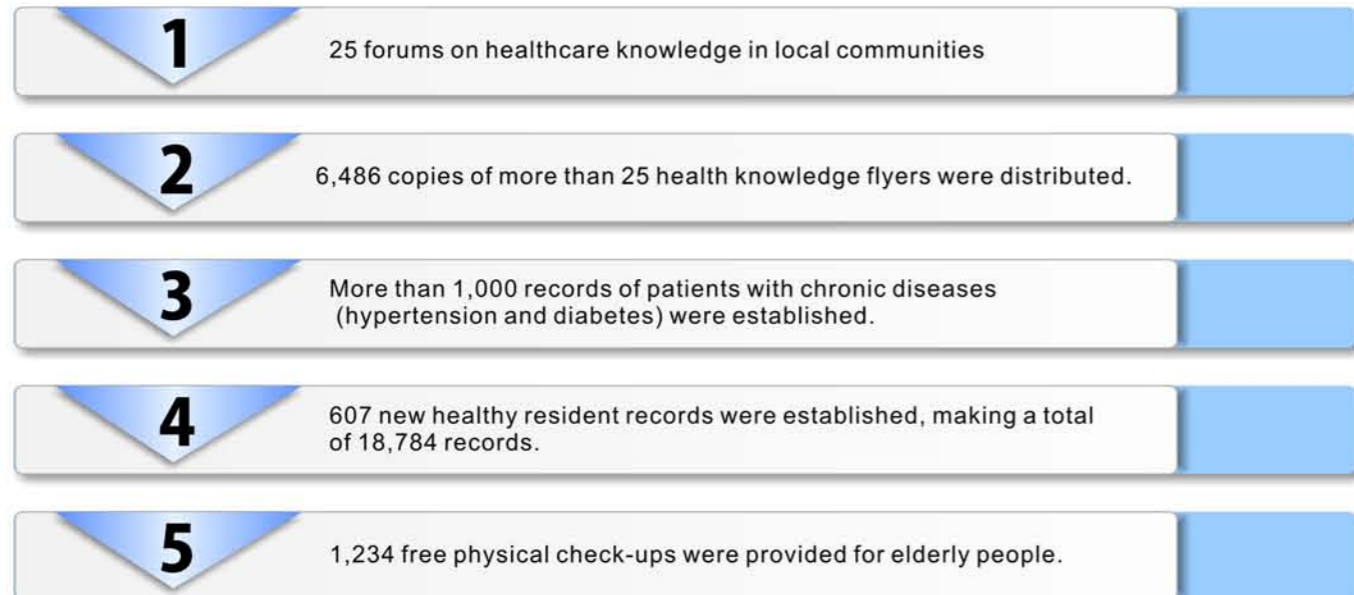 1
25 forums on healthcare knowledge in local communities
2
6,486 copies of more than 25 health knowledge flyers were distributed.
3
More than 1,000 records of patients with chronic diseases
(hypertension and diabetes) were established.
4
607 new healthy resident records were established, making a total
of 18,784 records.
5
1,234 free physical check-ups were provided for elderly people.